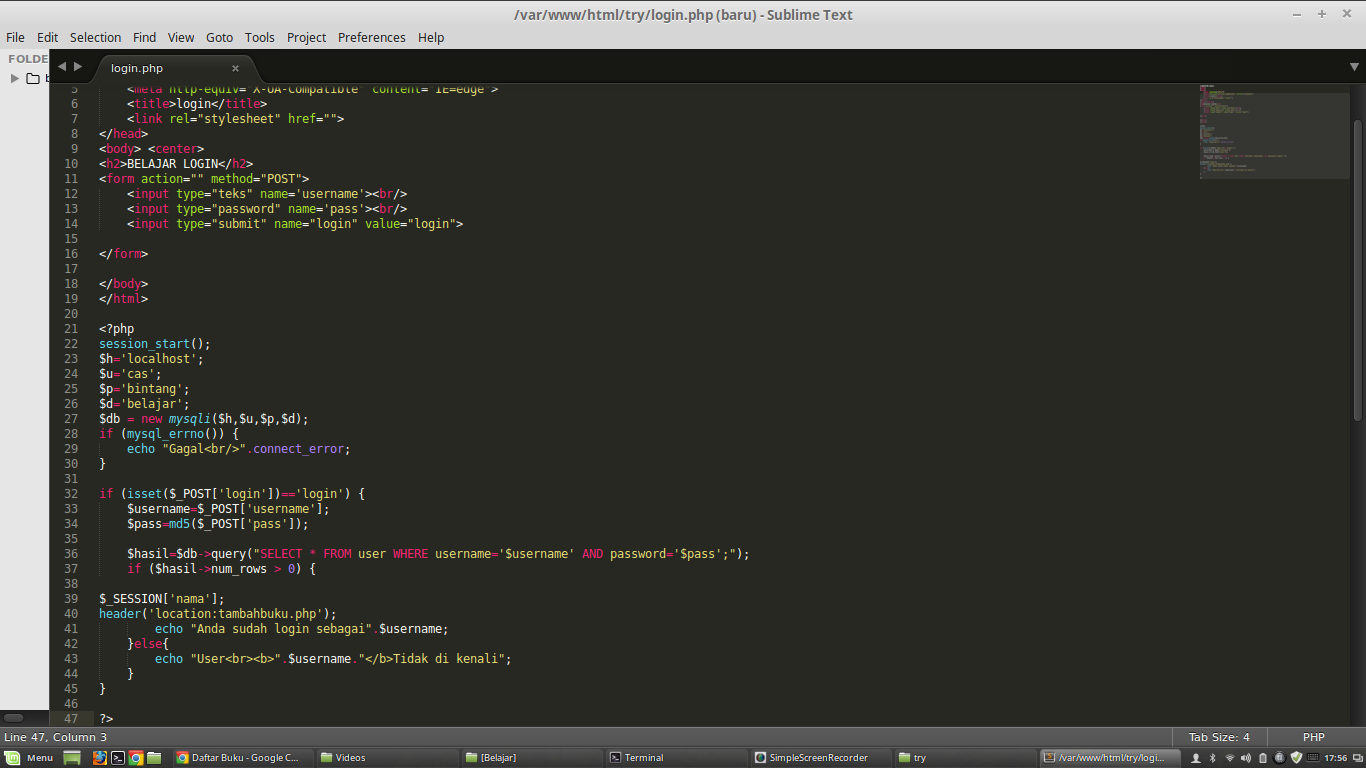 /var/www/html/try/login.php (baru) - Sublime Text
File Edit Selection Find View Goto Tools Project Preferences Help
FOLDE
login.php
5 <meta http-equiv="X-UA-Compatible" content="IE=edge">
6 <title>login</title>
7 <link rel="stylesheet" href="">
8 </head>
9 <body> <center>
10 <h2>BELAJAR LOGIN</h2>
11 <form action="" method="POST">
12 <input type="teks" name='username'><br/>
13 <input type="password" name='pass'><br/>
14 <input type="submit" name="login" value="login">
15
16 </form>
17
18 </body>
19 </html>
20
21 <?php
22 session_start();
23 $h='localhost';
24 $u='cas';
25 $p='bintang';
26 $d='belajar';
27 $db = new mysqli($h,$u,$p,$d);
28 if (mysql_errno()) {
29 echo "Gagal<br/>".connect_error;
30 }
31
32 if (isset($_POST['login'])=='login') {
33 $username=$_POST['username'];
34 $pass=md5($_POST['pass']);
35
36 $hasil=$db->query("SELECT * FROM user WHERE username='$username' AND password='$pass';");
37 if ($hasil->num_rows > 0) {
38
39 $_SESSION['nama'];
40 header('location:tambahbuku.php');
41 echo "Anda sudah login sebagai".$username;
42 }else{
43 echo "User<br><b>".$username."</b>Tidak di kenali";
44 }
45 }
46
47 ?>
Line 47, Column 3 Tab Size: 4 PHP
Menu Daftar Buku - Google C... Videos [Belajar] Terminal SimpleScreenRecorder try /var/www/html/try/logi... 17:56